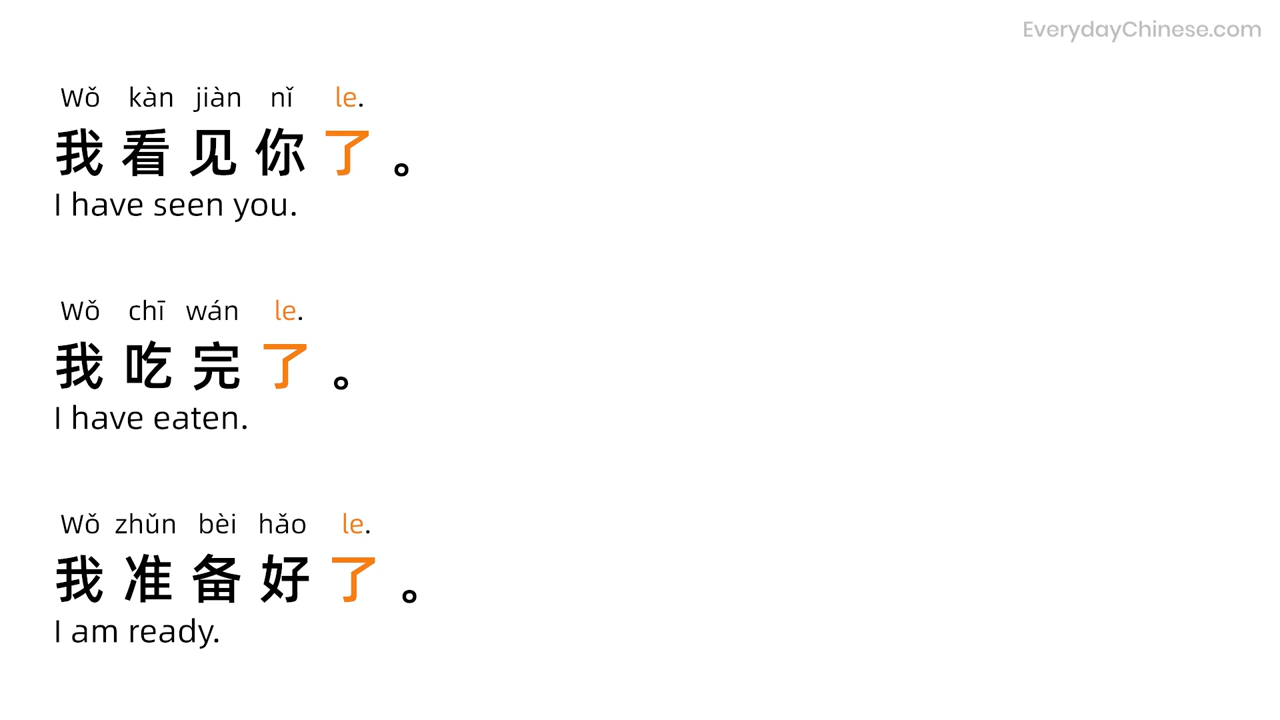 EverydayChinese.com
Wǒ kàn jiàn nǐ le.
我看见你了。
I have seen you.
Wǒ chī wán le.
我吃完了。
I have eaten.
Wǒ zhǔn bèi hǎo le.
我准备好了。
I am ready.